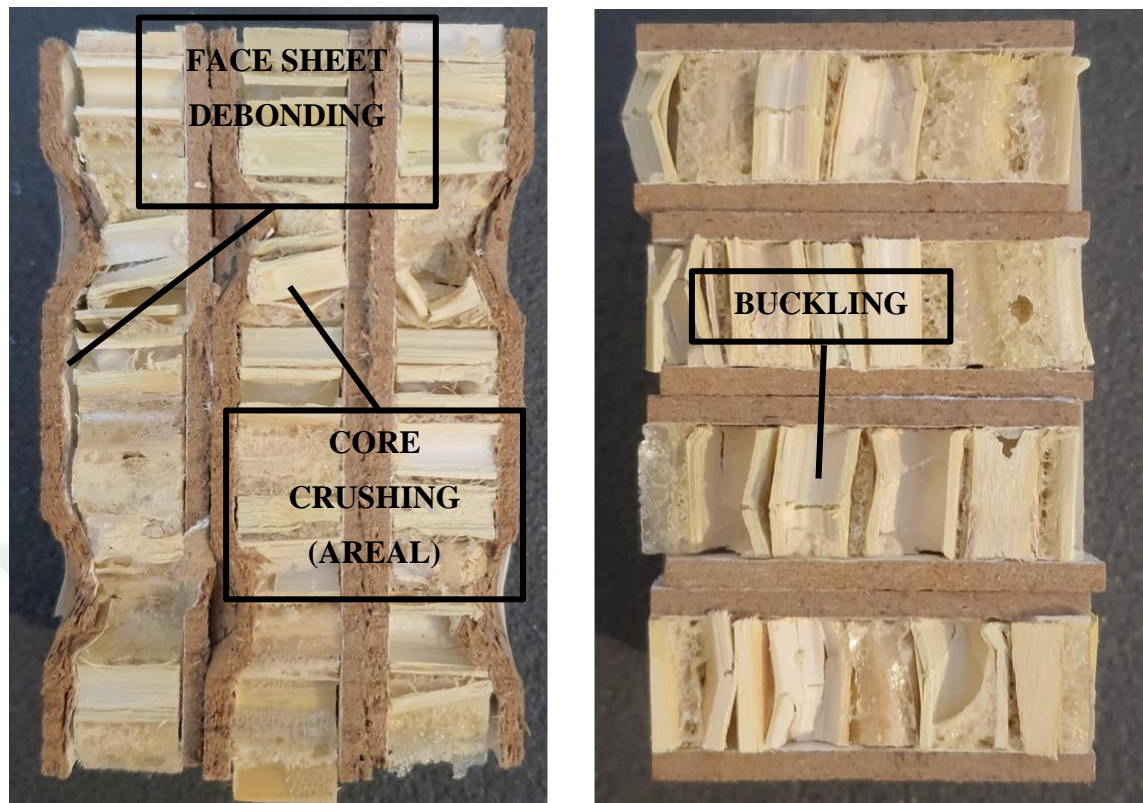 FACE SHEET
DEBONDING
CORE
CRUSHING
(AREAL)
BUCKLING